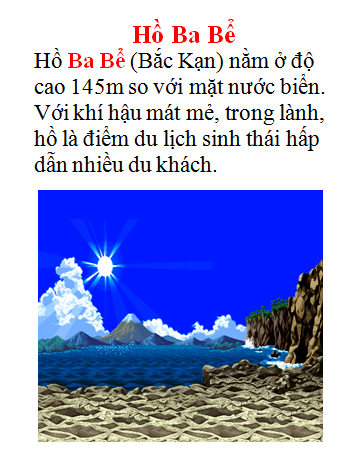 Hồ Ba Bể
Hồ Ba Bể (Bắc Kạn) nằm ở độ
cao 145m so với mặt nước biển.
Với khí hậu mát mẻ, trong lành,
hồ là điểm du lịch sinh thái hấp
dẫn nhiều du khách.